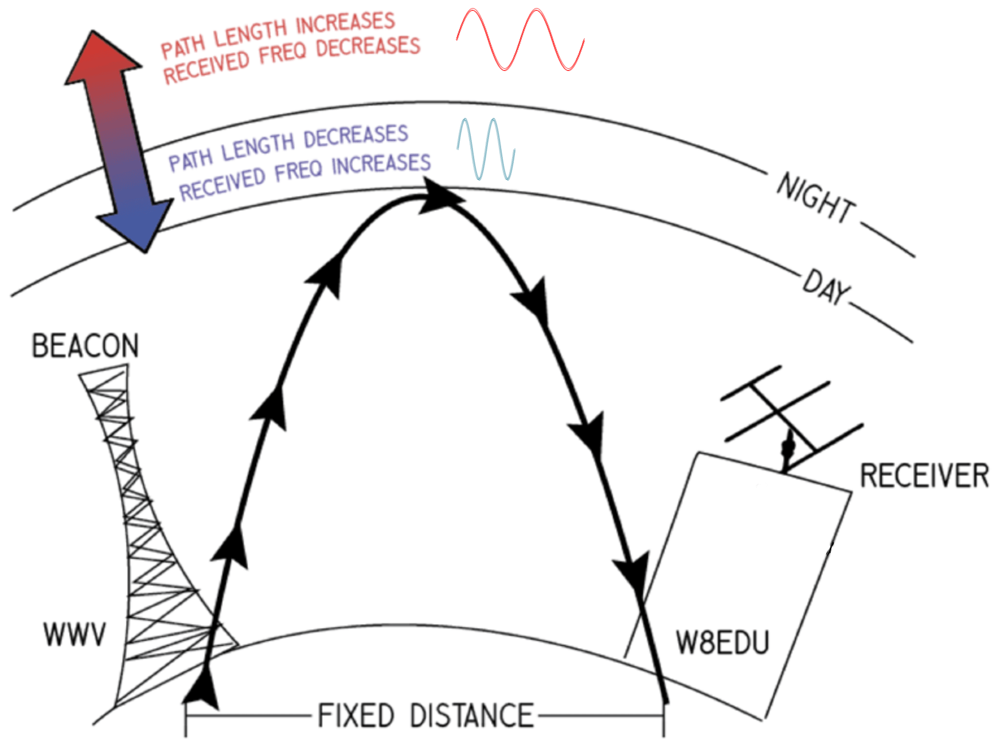 PATH LENGTH INCREASES
RECEIVED FREQ DECREASES
PATH LENGTH DECREASES
RECEIVED FREQ INCREASES
NIGHT
DAY
BEACON
RECEIVER
WWV
W8EDU
FIXED DISTANCE